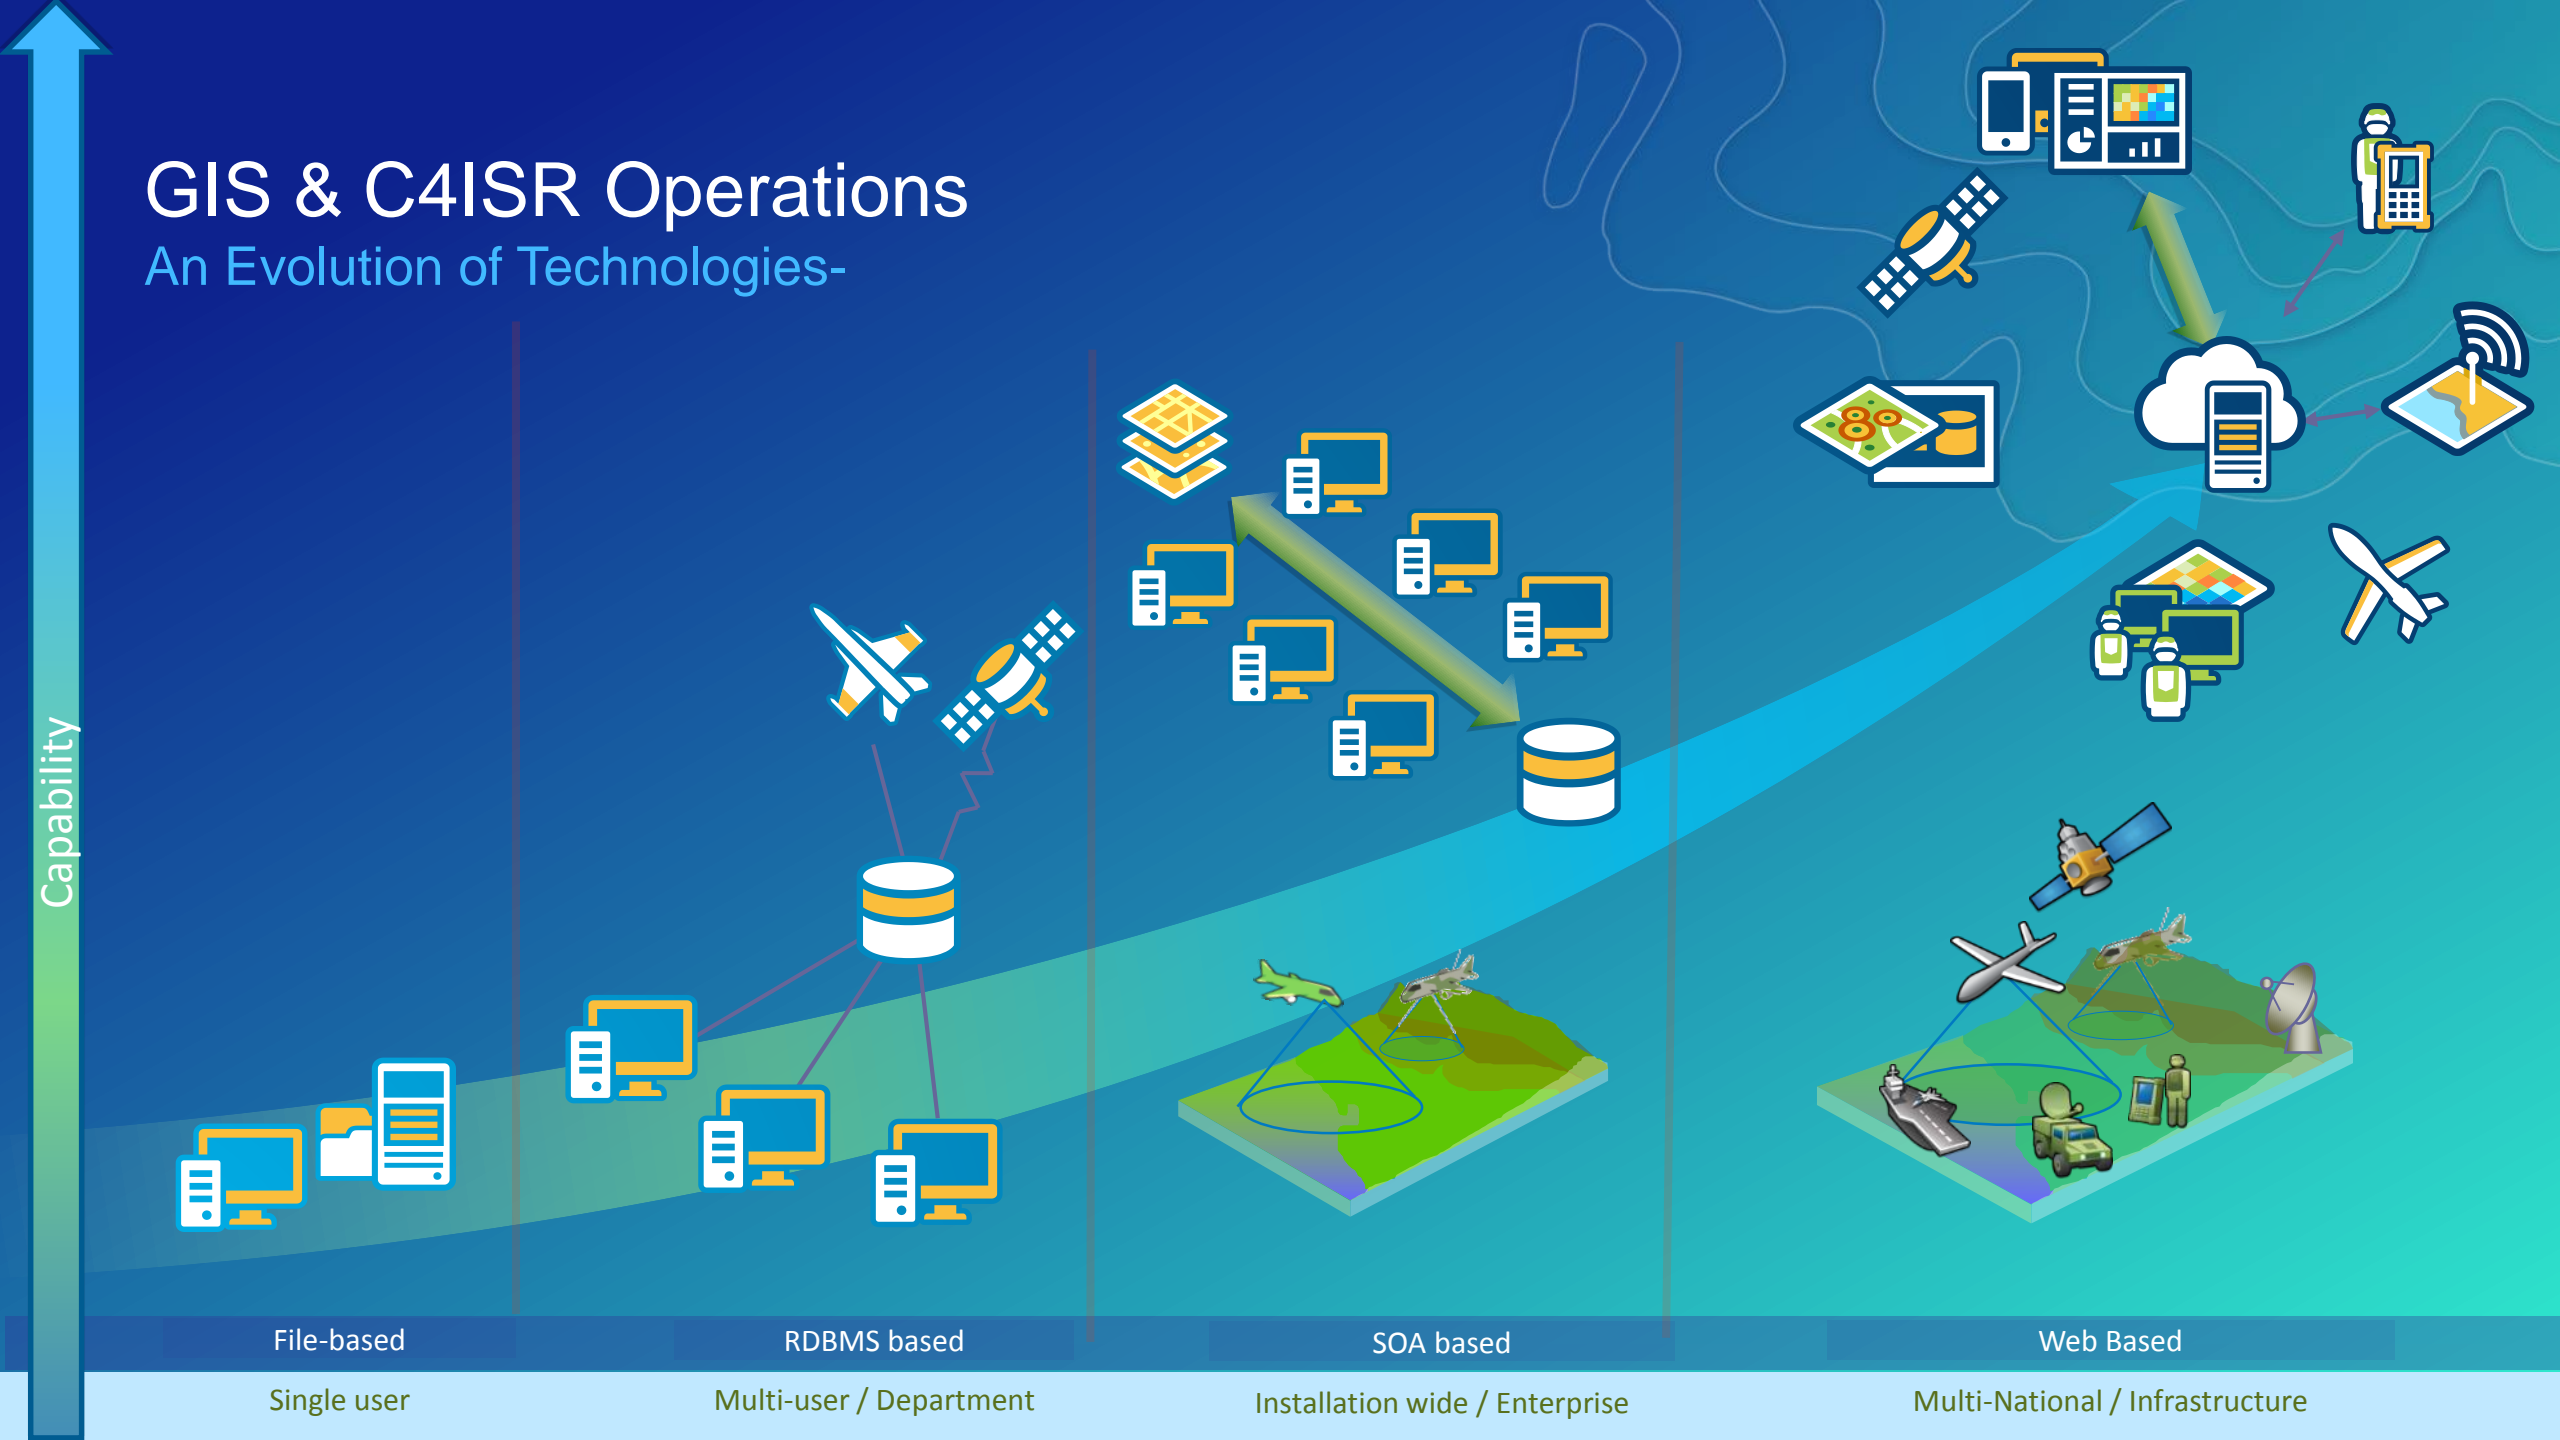 GIS & C4ISR Operations
An Evolution of Technologies-
Capability
File-based
RDBMS based
SOA based
Web Based
Single user
Multi-user / Department
Installation wide / Enterprise
Multi-National / Infrastructure